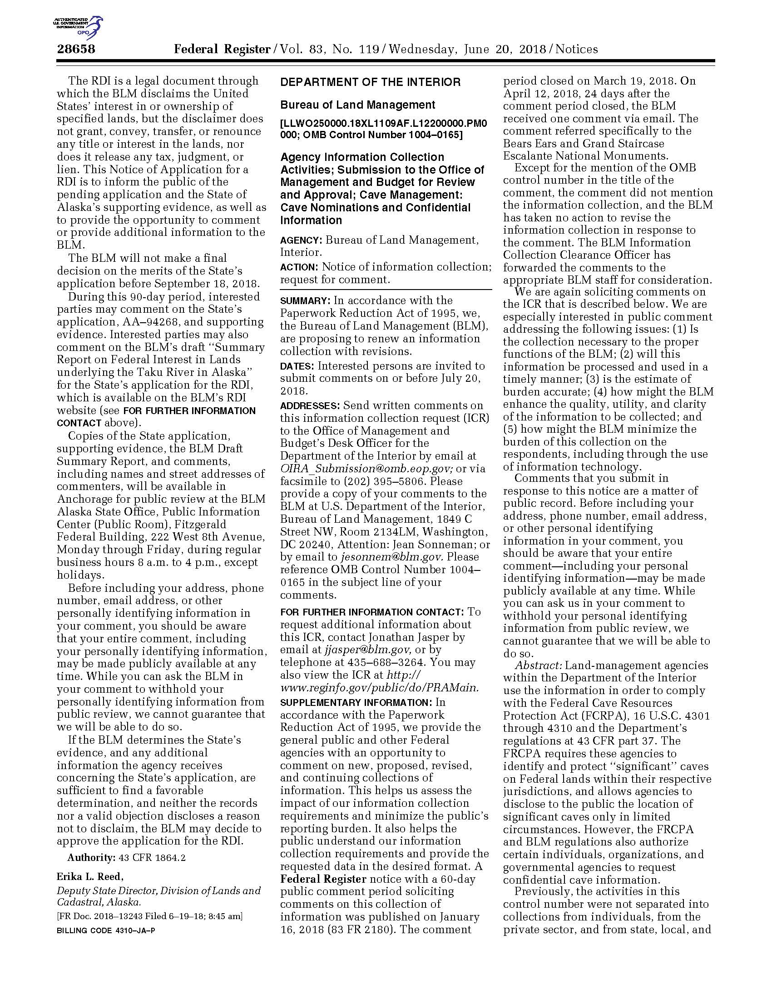 AUTHENTICATED
U.S. GOVERNMENT
INFORMATION
GPO
28658 Federal Register / Vol. 83, No. 119 / Wednesday, June 20, 2018 / Notices
The RDI is a legal document through
which the BLM disclaims the United
States’ interest in or ownership of
specified lands, but the disclaimer does
not grant, convey, transfer, or renounce
any title or interest in the lands, nor
does it release any tax, judgment, or
lien. This Notice of Application for a
RDI is to inform the public of the
pending application and the State of
Alaska’s supporting evidence, as well as
to provide the opportunity to comment
or provide additional information to the
BLM.
The BLM will not make a final
decision on the merits of the State’s
application before September 18, 2018.
During this 90-day period, interested
parties may comment on the State’s
application, AA–94268, and supporting
evidence. Interested parties may also
comment on the BLM’s draft ‘‘Summary
Report on Federal Interest in Lands
underlying the Taku River in Alaska’’
for the State’s application for the RDI,
which is available on the BLM’s RDI
website (see FOR FURTHER INFORMATION
CONTACT above).
Copies of the State application,
supporting evidence, the BLM Draft
Summary Report, and comments,
including names and street addresses of
commenters, will be available in
Anchorage for public review at the BLM
Alaska State Office, Public Information
Center (Public Room), Fitzgerald
Federal Building, 222 West 8th Avenue,
Monday through Friday, during regular
business hours 8 a.m. to 4 p.m., except
holidays.
Before including your address, phone
number, email address, or other
personally identifying information in
your comment, you should be aware
that your entire comment, including
your personally identifying information,
may be made publicly available at any
time. While you can ask the BLM in
your comment to withhold your
personally identifying information from
public review, we cannot guarantee that
we will be able to do so.
If the BLM determines the State’s
evidence, and any additional
information the agency receives
concerning the State’s application, are
sufficient to find a favorable
determination, and neither the records
nor a valid objection discloses a reason
not to disclaim, the BLM may decide to
approve the application for the RDI.
Authority: 43 CFR 1864.2
Erika L. Reed,
Deputy State Director, Division of Lands and
Cadastral, Alaska.
[FR Doc. 2018–13243 Filed 6–19–18; 8:45 am]
BILLING CODE 4310–JA–P
DEPARTMENT OF THE INTERIOR
Bureau of Land Management
[LLWO250000.18XL1109AF.L12200000.PM0
000; OMB Control Number 1004–0165]
Agency Information Collection
Activities; Submission to the Office of
Management and Budget for Review
and Approval; Cave Management:
Cave Nominations and Confidential
Information
AGENCY: Bureau of Land Management,
Interior.
ACTION: Notice of information collection;
request for comment.
SUMMARY: In accordance with the
Paperwork Reduction Act of 1995, we,
the Bureau of Land Management (BLM),
are proposing to renew an information
collection with revisions.
DATES: Interested persons are invited to
submit comments on or before July 20,
2018.
ADDRESSES: Send written comments on
this information collection request (ICR)
to the Office of Management and
Budget’s Desk Officer for the
Department of the Interior by email at
OIRA_Submission@omb.eop.gov; or via
facsimile to (202) 395–5806. Please
provide a copy of your comments to the
BLM at U.S. Department of the Interior,
Bureau of Land Management, 1849 C
Street NW, Room 2134LM, Washington,
DC 20240, Attention: Jean Sonneman; or
by email to jesonnem@blm.gov. Please
reference OMB Control Number 1004–
0165 in the subject line of your
comments.
FOR FURTHER INFORMATION CONTACT: To
request additional information about
this ICR, contact Jonathan Jasper by
email at jjasper@blm.gov, or by
telephone at 435–688–3264. You may
also view the ICR at http://
www.reginfo.gov/public/do/PRAMain.
SUPPLEMENTARY INFORMATION: In
accordance with the Paperwork
Reduction Act of 1995, we provide the
general public and other Federal
agencies with an opportunity to
comment on new, proposed, revised,
and continuing collections of
information. This helps us assess the
impact of our information collection
requirements and minimize the public’s
reporting burden. It also helps the
public understand our information
collection requirements and provide the
requested data in the desired format. A
Federal Register notice with a 60-day
public comment period soliciting
comments on this collection of
information was published on January
16, 2018 (83 FR 2180). The comment
period closed on March 19, 2018. On
April 12, 2018, 24 days after the
comment period closed, the BLM
received one comment via email. The
comment referred specifically to the
Bears Ears and Grand Staircase
Escalante National Monuments.
Except for the mention of the OMB
control number in the title of the
comment, the comment did not mention
the information collection, and the BLM
has taken no action to revise the
information collection in response to
the comment. The BLM Information
Collection Clearance Officer has
forwarded the comments to the
appropriate BLM staff for consideration.
We are again soliciting comments on
the ICR that is described below. We are
especially interested in public comment
addressing the following issues: (1) Is
the collection necessary to the proper
functions of the BLM; (2) will this
information be processed and used in a
timely manner; (3) is the estimate of
burden accurate; (4) how might the BLM
enhance the quality, utility, and clarity
of the information to be collected; and
(5) how might the BLM minimize the
burden of this collection on the
respondents, including through the use
of information technology.
Comments that you submit in
response to this notice are a matter of
public record. Before including your
address, phone number, email address,
or other personal identifying
information in your comment, you
should be aware that your entire
comment—including your personal
identifying information—may be made
publicly available at any time. While
you can ask us in your comment to
withhold your personal identifying
information from public review, we
cannot guarantee that we will be able to
do so.
Abstract: Land-management agencies
within the Department of the Interior
use the information in order to comply
with the Federal Cave Resources
Protection Act (FCRPA), 16 U.S.C. 4301
through 4310 and the Department’s
regulations at 43 CFR part 37. The
FRCPA requires these agencies to
identify and protect ‘‘significant’’ caves
on Federal lands within their respective
jurisdictions, and allows agencies to
disclose to the public the location of
significant caves only in limited
circumstances. However, the FRCPA
and BLM regulations also authorize
certain individuals, organizations, and
governmental agencies to request
confidential cave information.
Previously, the activities in this
control number were not separated into
collections from individuals, from the
private sector, and from state, local, and